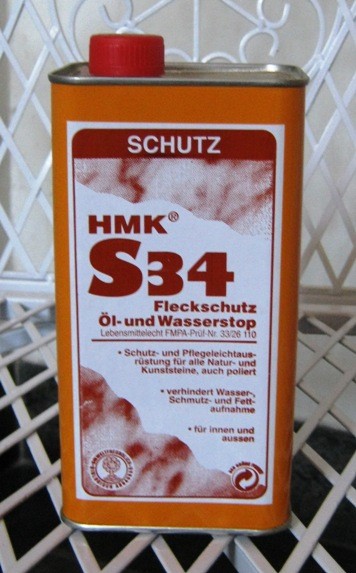 SCHUTZ
HMK®
S34
Fleckschutz
Öl- und Wasserstop
Lebensmittelecht FMPA-Prüf-Nr. 33/26 110
• Schutz- und Pflegeleichtaus-
rüstung für alle Natur- und
Kunststeine, auch poliert
• verhindert Wasser-,
Schmutz- und Fett-
aufnahme
• für innen und
aussen